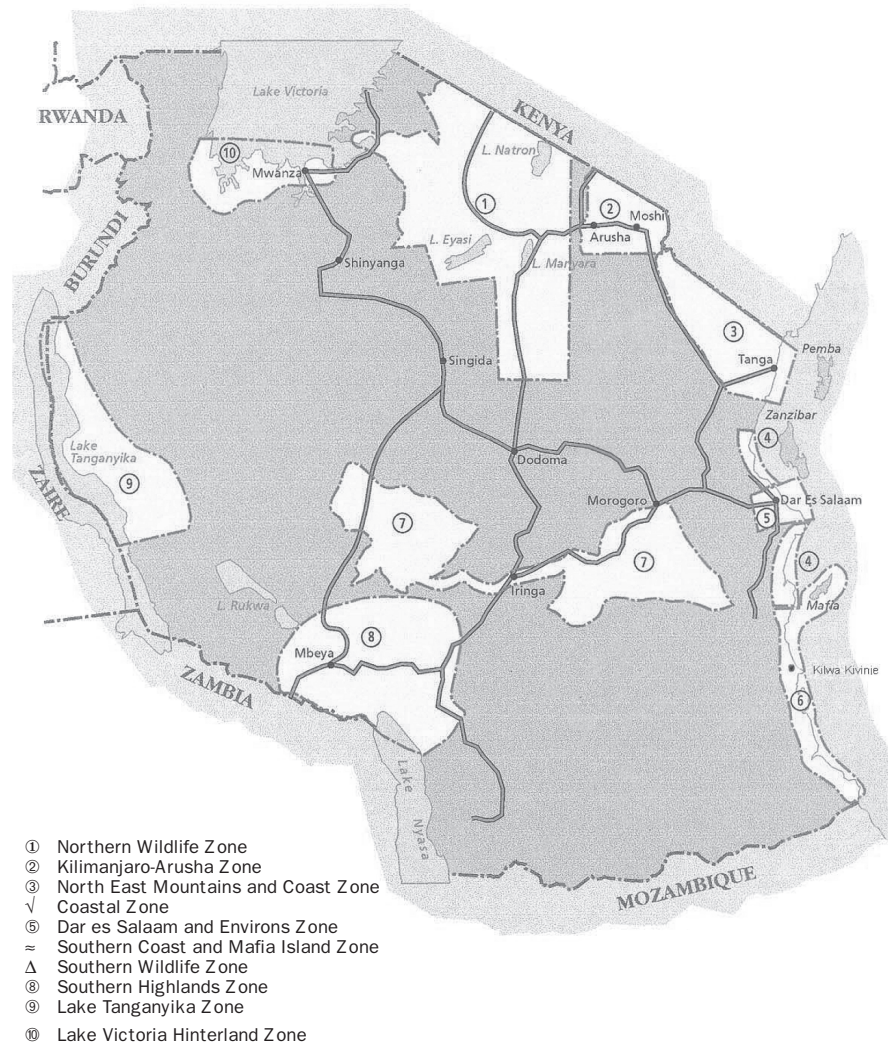 Lake Victoria
RWANDA
KENYA
⑩
Mwanza
L. Natron
①
②
Moshi
Arusha
BURUNDI
L. Eyasi
L. Manyara
Shinyanga
③
Pemba
Tanga
Singida
Zanzibar
④
Lake
Tanganyika
Dodoma
ZAIRE
⑨
Morogoro
Dar Es Salaam
⑤
⑦
⑦
④
Iringa
L. Rukwa
Mafia
⑧
Mbeya
Kilwa Kivinje
ZAMBIA
⑥
Lake
Nyasa
MOZAMBIQUE
① Northern Wildlife Zone
② Kilimanjaro-Arusha Zone
③ North East Mountains and Coast Zone
√ Coastal Zone
⑤ Dar es Salaam and Environs Zone
≈ Southern Coast and Mafia Island Zone
Δ Southern Wildlife Zone
⑧ Southern Highlands Zone
⑨ Lake Tanganyika Zone
⑩ Lake Victoria Hinterland Zone